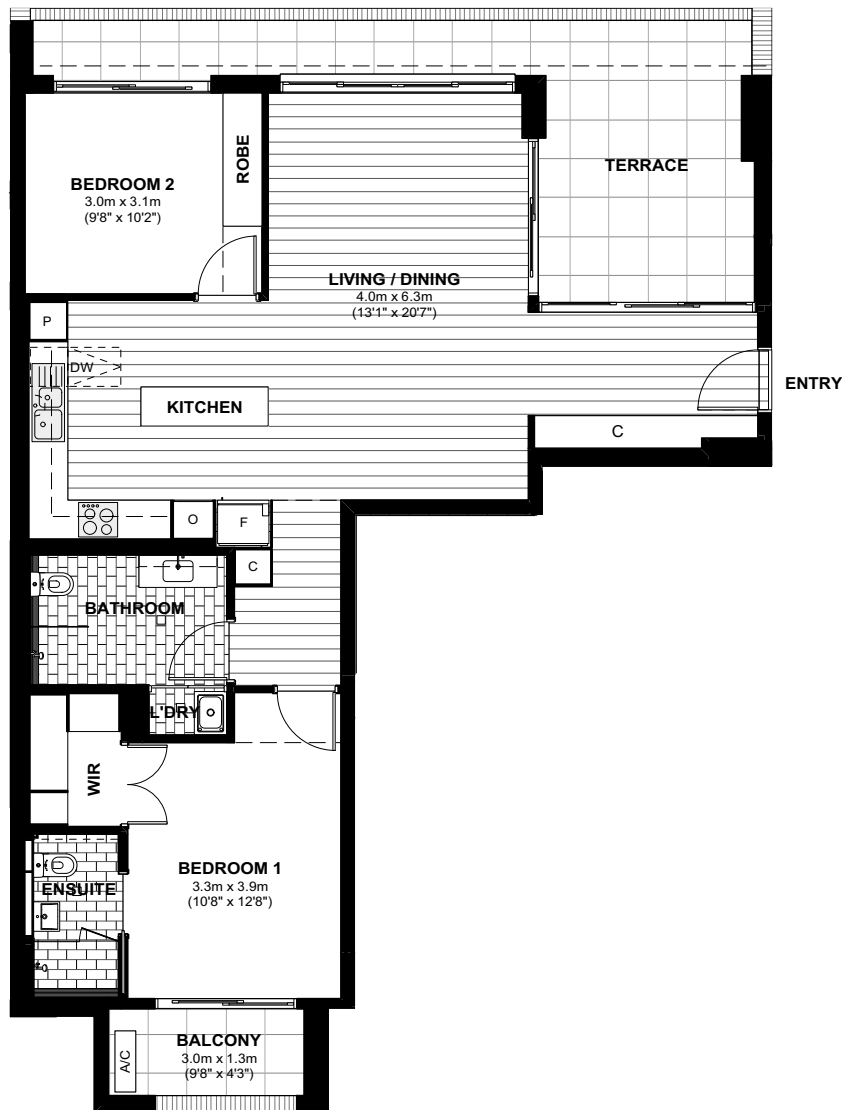 BEDROOM 2
3.0m x 3.1m
(9'8" x 10'2")
ROBE
TERRACE
LIVING / DINING
4.0m x 6.3m
(13'1" x 20'7")
P
DW
KITCHEN
ENTRY
C
O
F
C
BATHROOM
L'DRY
WIR
BEDROOM 1
3.3m x 3.9m
(10'8" x 12'8")
ENSUITE
BALCONY
3.0m x 1.3m
(9'8" x 4'3")
A/C